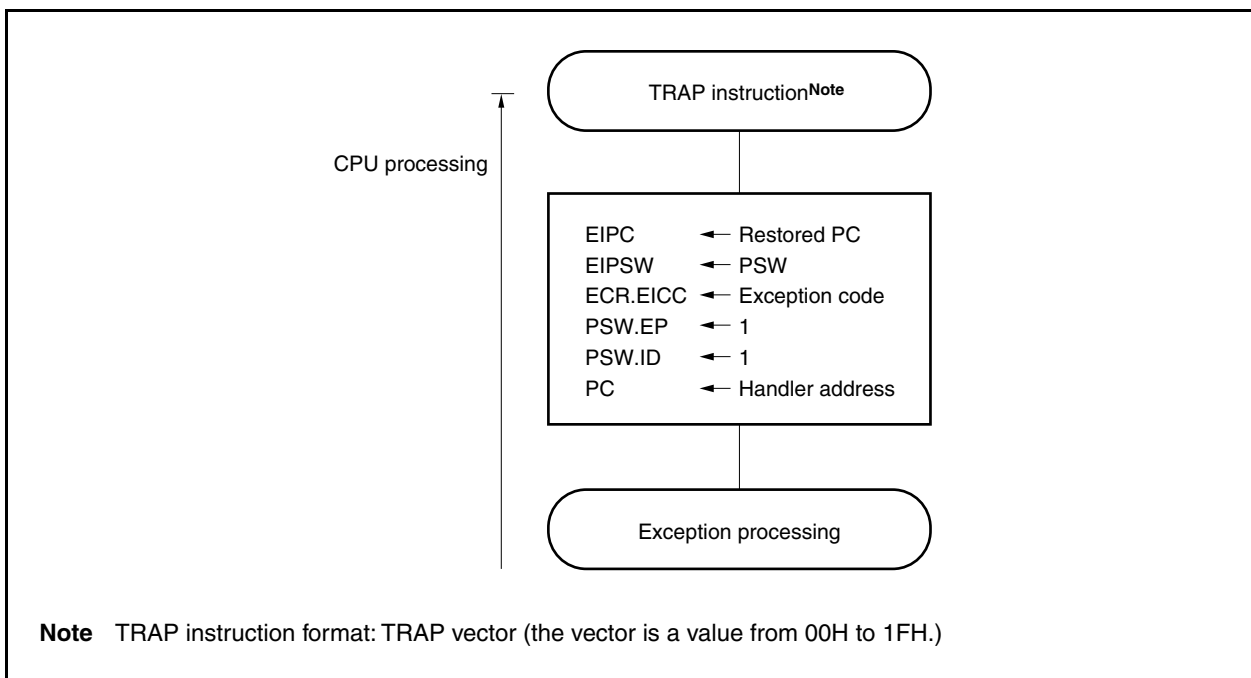 TRAP instructionNote
CPU processing
EIPC ← Restored PC
EIPSW ← PSW
ECR.EICC ← Exception code
PSW.EP ← 1
PSW.ID ← 1
PC ← Handler address
Exception processing
Note TRAP instruction format: TRAP vector (the vector is a value from 00H to 1FH.)